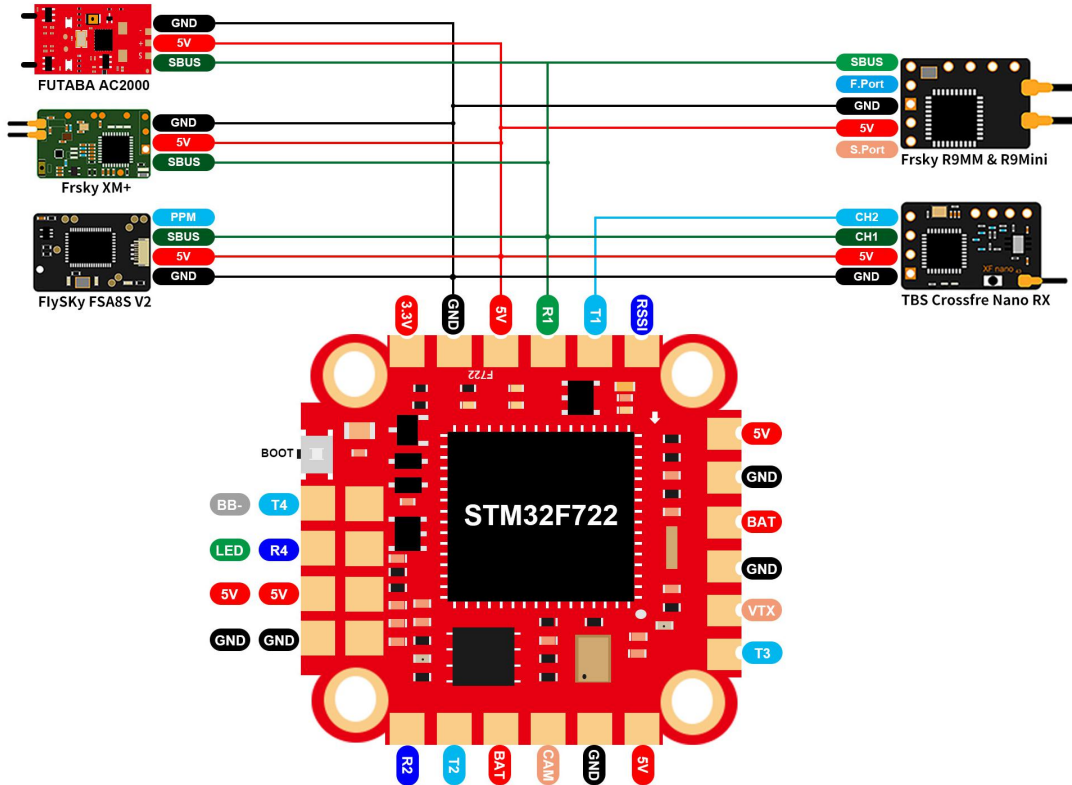 GND
5V
SBUS
FUTABA AC2000
GND
5V
SBUS
Frsky XM+
PPM
SBUS
5V
GND
FlySKy FSA8S V2
SBUS
F.Port
GND
5V
S.Port
Frsky R9MM & R9Mini
CH2
CH1
5V
GND
XF nano
TBS Crossfre Nano RX
3.3V
GND
5V
R1
T1
RSSI
F722
BOOT
STM32F722
BB- T4
LED R4
5V 5V
GND GND
5V
GND
BAT
GND
VTX
T3
R2
T2
BAT
CAM
GND
5V